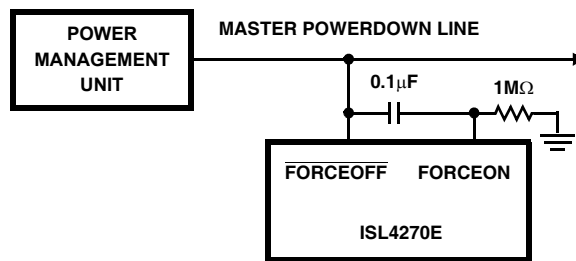 POWER
MANAGEMENT
UNIT
MASTER POWERDOWN LINE
0.1μF
1MΩ
FORCEOFF FORCEON
ISL4270E